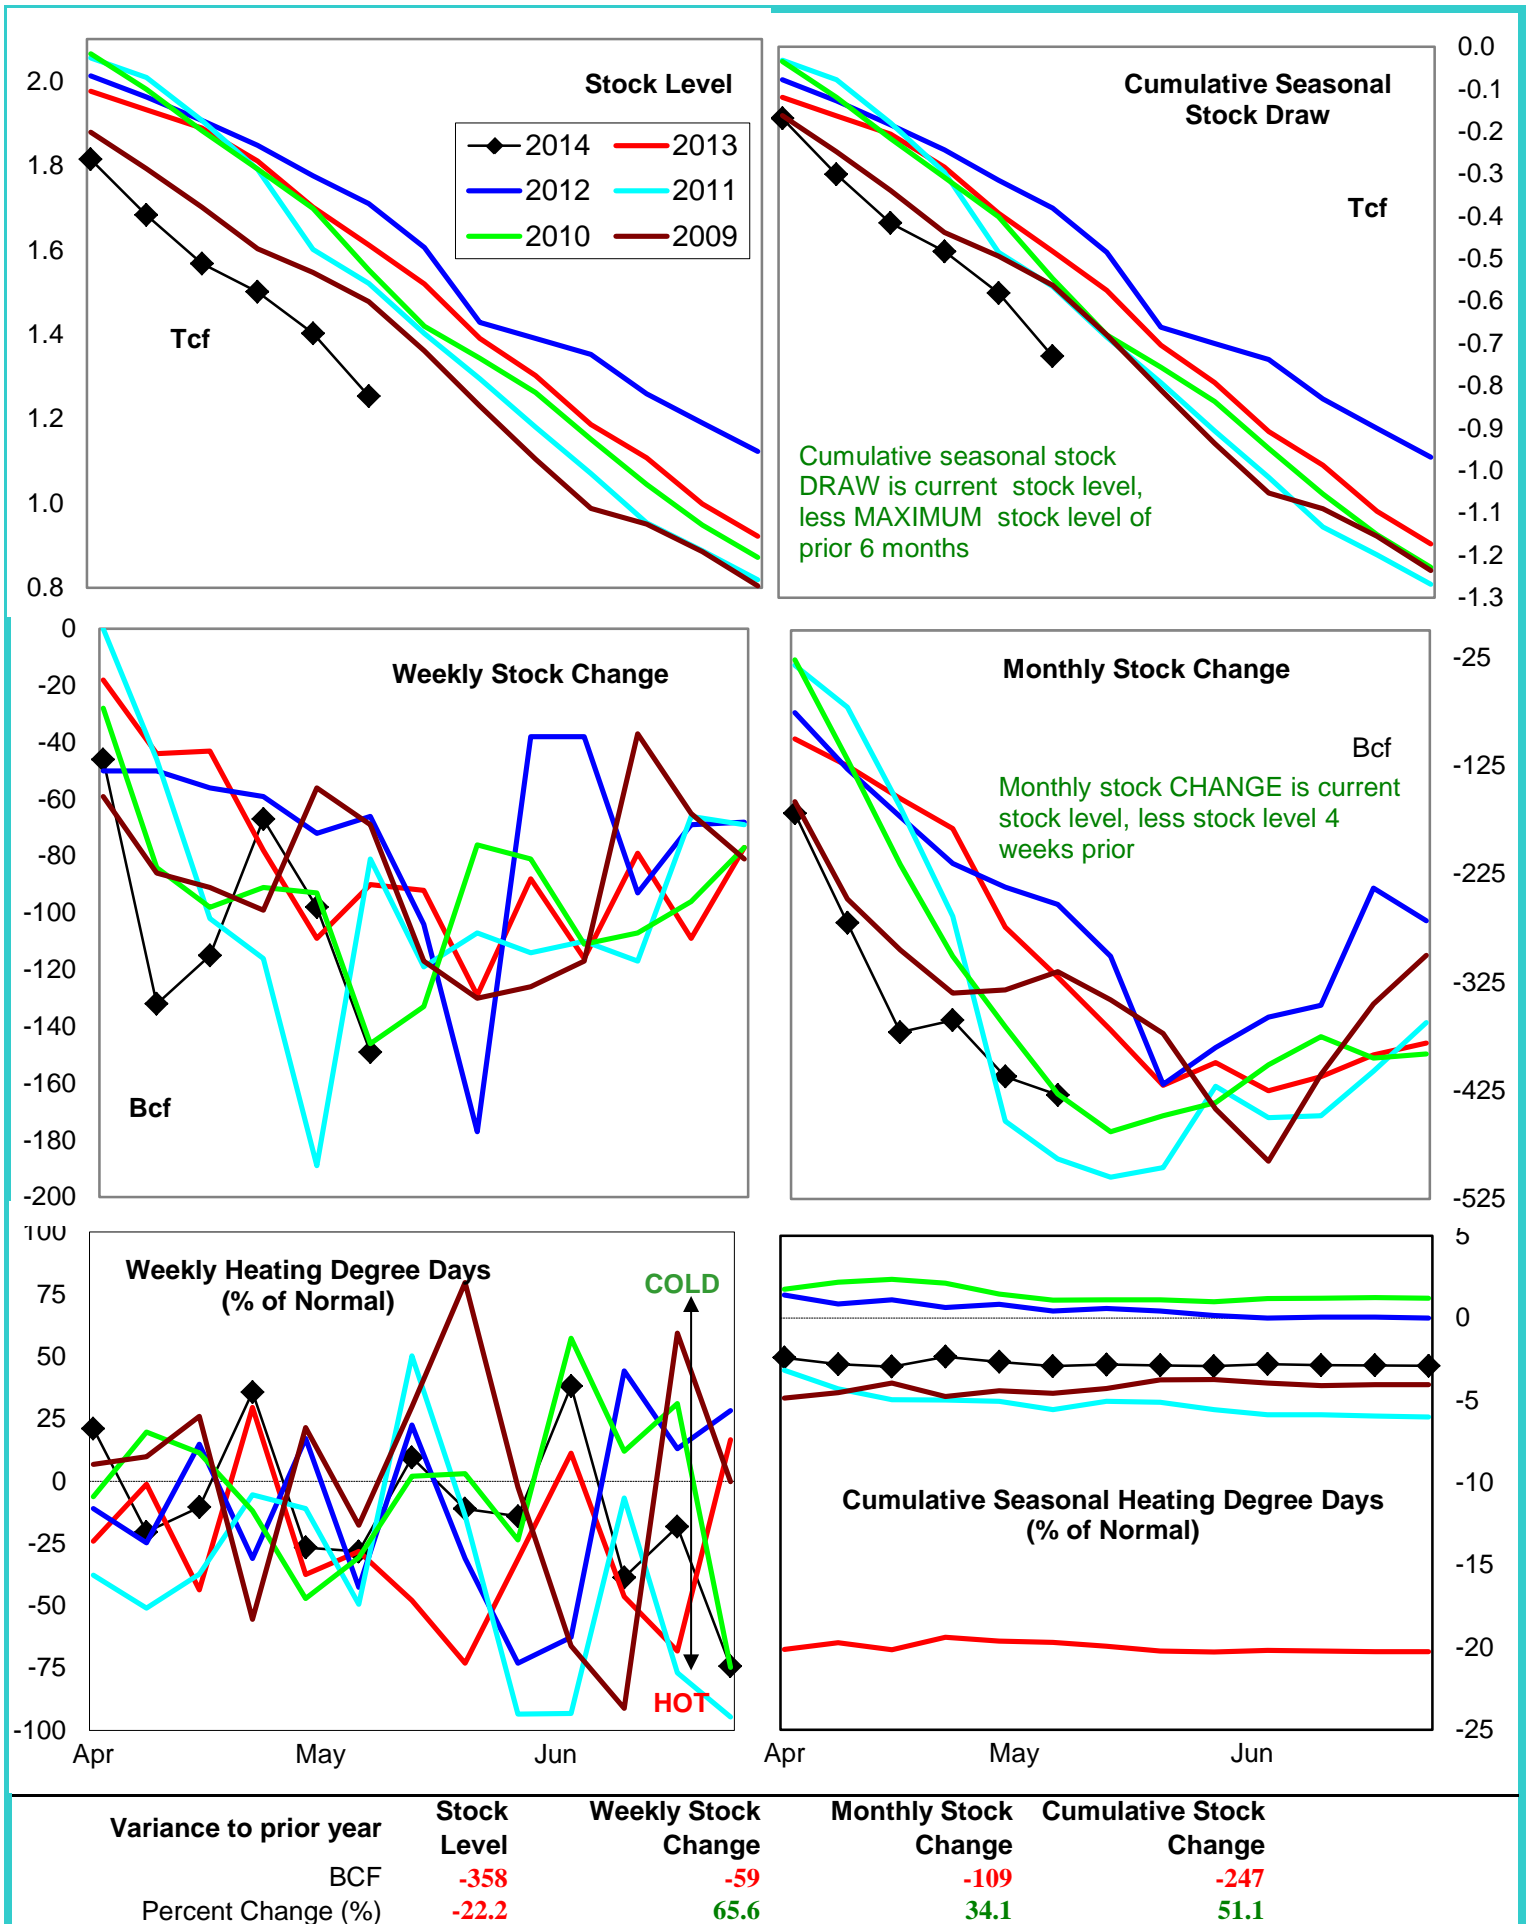 Stock Level
2.0
1.8
1.6
1.4
1.2
1.0
0.8
2014
2013
2012
2011
2010
2009
Tcf
Cumulative Seasonal
Stock Draw
Tcf
0.0
-0.1
-0.2
-0.3
-0.4
-0.5
-0.6
-0.7
-0.8
-0.9
-1.0
-1.1
-1.2
-1.3
Cumulative seasonal stock
DRAW is current stock level,
less MAXIMUM stock level of
prior 6 months
Weekly Stock Change
0
-20
-40
-60
-80
-100
-120
-140
-160
-180
-200
Bcf
Monthly Stock Change
Bcf
Monthly stock CHANGE is current
stock level, less stock level 4
weeks prior
-25
-125
-225
-325
-425
-525
Weekly Heating Degree Days
(% of Normal)
COLD
HOT
100
75
50
25
0
-25
-50
-75
-100
Apr
May
Jun
5
0
-5
-10
-15
-20
-25
Cumulative Seasonal Heating Degree Days
(% of Normal)
Apr
May
Jun
Variance to prior year
Stock
Level
Weekly Stock
Change
Monthly Stock
Change
Cumulative Stock
Change
BCF -358 -59 -109 -247
Percent Change (%) -22.2 65.6 34.1 51.1